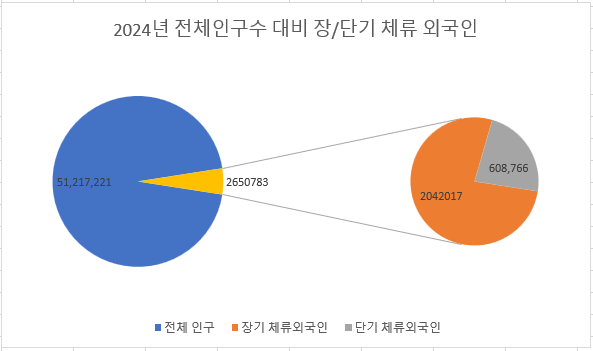 2024년 전체인구수 대비 장/단기 체류 외국인
51,217,221
2650783
608,766
2042017
전체 인구 장기 체류외국인 단기 체류외국인